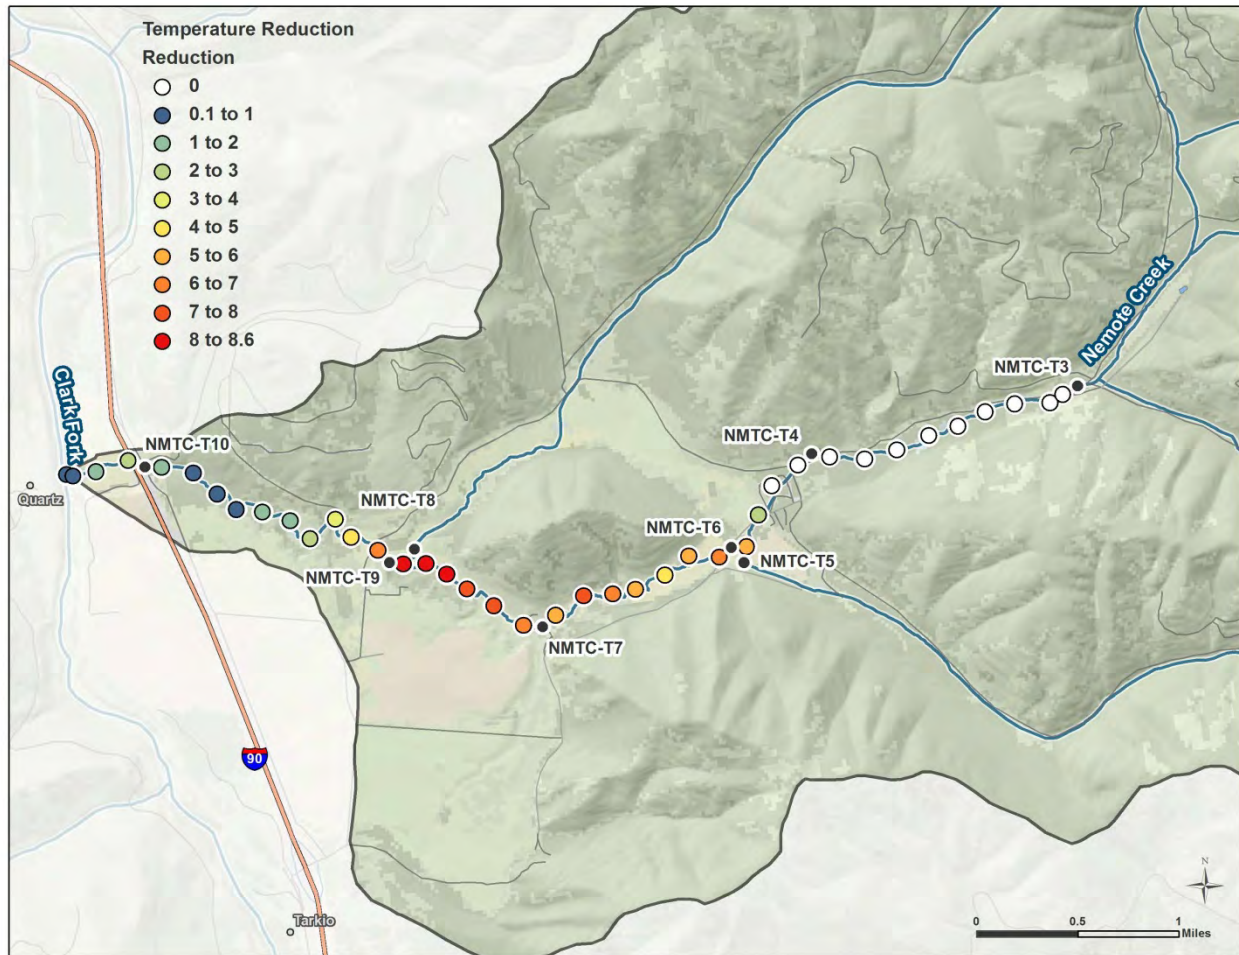 Temperature Reduction
Reduction
0
0.1 to 1
1 to 2
2 to 3
3 to 4
4 to 5
5 to 6
6 to 7
7 to 8
8 to 8.6
Nemote Creek
NMTC-T3
Clark Fork
NMTC-T10
NMTC-T4
Quartz
NMTC-T8
NMTC-T6
NMTC-T5
NMTC-T9
NMTC-T7
90
Tarkio
N
0 0.5 1
Miles